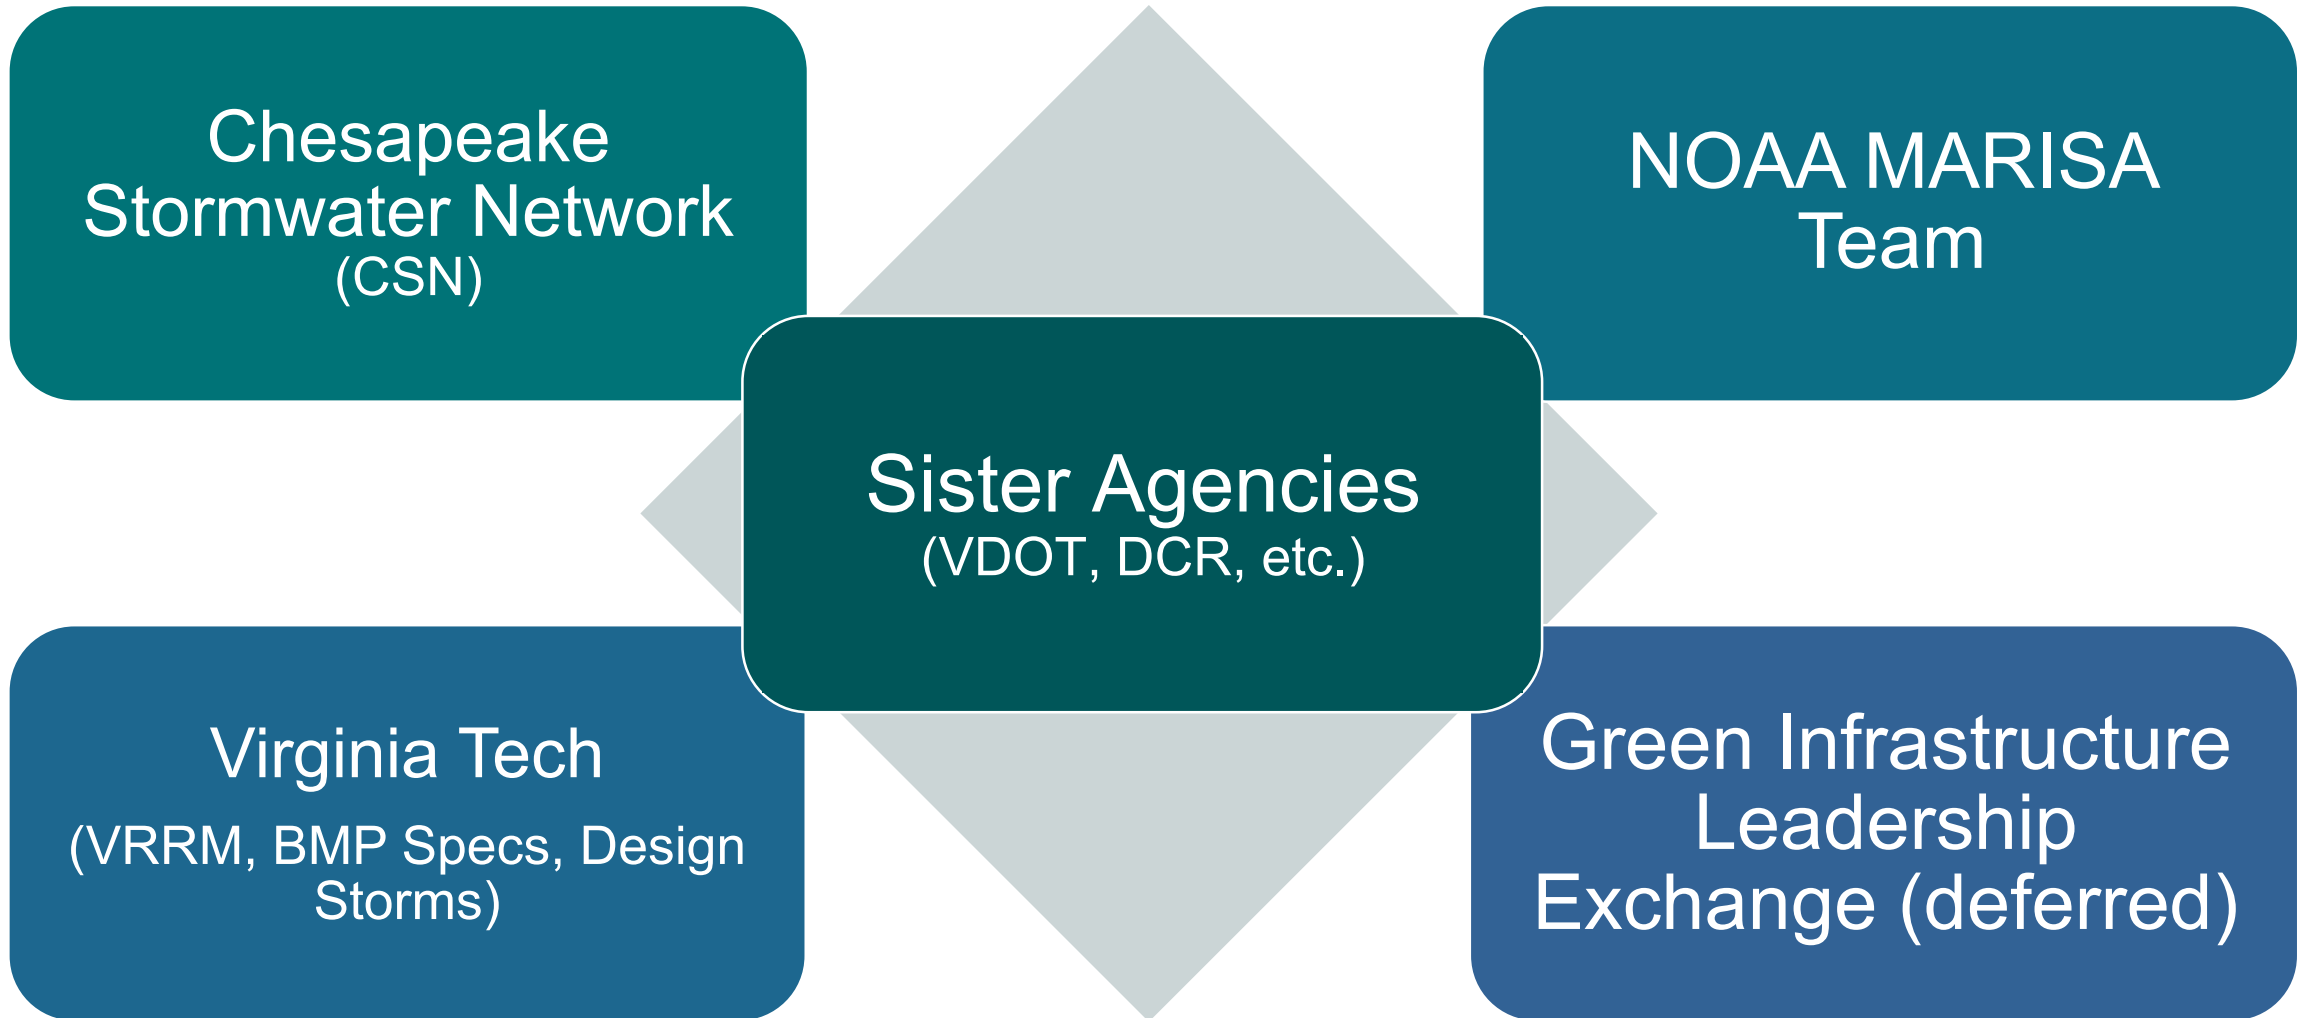 Chesapeake
Stormwater Network
(CSN)
NOAA MARISA
Team
Sister Agencies
(VDOT, DCR, etc.)
Virginia Tech
(VRRM, BMP Specs, Design
Storms)
Green Infrastructure
Leadership
Exchange (deferred)